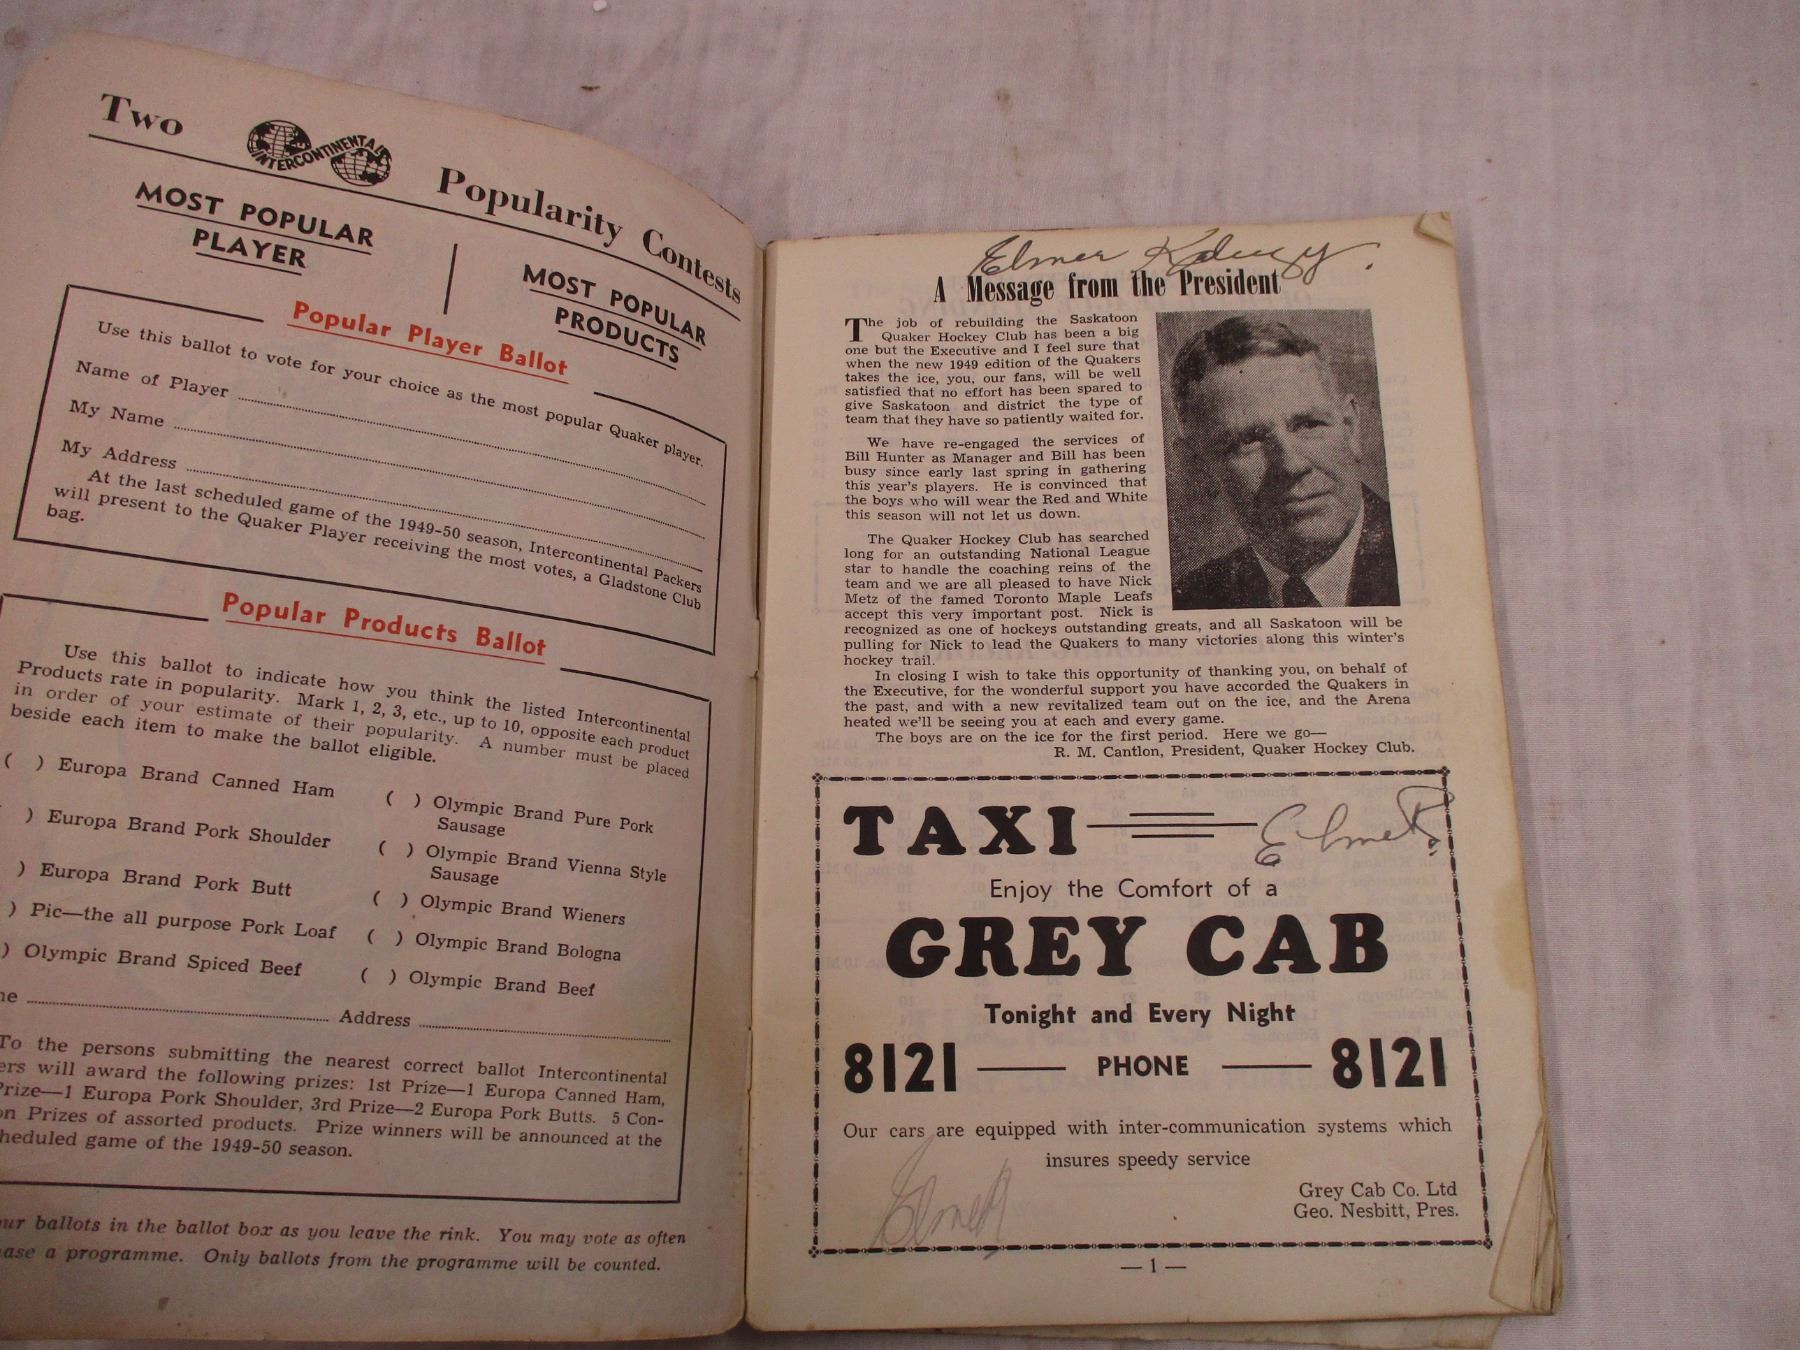 Two INTERCONTINENTAL Popularity Contests
MOST POPULAR
PLAYER
MOST POPULAR
PRODUCTS
Popular Player Ballot
Use this ballot to vote for your choice as the most popular Quaker player.
Name of Player
My Name
My Address
At the last scheduled game of the 1949-50 season, Intercontinental Packers
will present to the Quaker Player receiving the most votes, a Gladstone Club
bag.
Popular Products Ballot
Use this ballot to indicate how you think the listed Intercontinental
Products rate in popularity. Mark 1, 2, 3, etc., up to 10, opposite each product
in order of your estimate of their popularity. A number must be placed
beside each item to make the ballot eligible.
( ) Europa Brand Canned Ham
) Europa Brand Pork Shoulder
) Europa Brand Pork Butt
) Pic—the all purpose Pork Loaf
) Olympic Brand Spiced Beef
( ) Olympic Brand Pure Pork
Sausage
( ) Olympic Brand Vienna Style
Sausage
( ) Olympic Brand Wieners
( ) Olympic Brand Bologna
( ) Olympic Brand Beef
Address
To the persons submitting the nearest correct ballot Intercontinental
ers will award the following prizes: 1st Prize—1 Europa Canned Ham,
Prize—1 Europa Pork Shoulder, 3rd Prize—2 Europa Pork Butts. 5 Con-
on Prizes of assorted products. Prize winners will be announced at the
heduled game of the 1949-50 season.
ur ballots in the ballot box as you leave the rink. You may vote as often
ase a programme. Only ballots from the programme will be counted.
Elmer
A Message from the President
The job of rebuilding the Saskatoon
Quaker Hockey Club has been a big
one but the Executive and I feel sure that
when the new 1949 edition of the Quakers
takes the ice, you, our fans, will be well
satisfied that no effort has been spared to
give Saskatoon and district the type of
team that they have so patiently waited for.
We have re-engaged the services of
Bill Hunter as Manager and Bill has been
busy since early last spring in gathering
this year's players. He is convinced that
the boys who will wear the Red and White
this season will not let us down.
The Quaker Hockey Club has searched
long for an outstanding National League
star to handle the coaching reins of the
team and we are all pleased to have Nick
Metz of the famed Toronto Maple Leafs
accept this very important post. Nick is
recognized as one of hockeys outstanding greats, and all Saskatoon will be
pulling for Nick to lead the Quakers to many victories along this winter's
hockey trail.
In closing I wish to take this opportunity of thanking you, on behalf of
the Executive, for the wonderful support you have accorded the Quakers in
the past, and with a new revitalized team out on the ice, and the Arena
heated we'll be seeing you at each and every game.
The boys are on the ice for the first period. Here we go—
R. M. Cantlon, President, Quaker Hockey Club.
TAXI
Elmer
Enjoy the Comfort of a
GREY CAB
Tonight and Every Night
8121 — PHONE — 8121
Our cars are equipped with inter-communication systems which
insures speedy service
Grey Cab Co. Ltd
Geo. Nesbitt, Pres.
Elmer
— 1 —